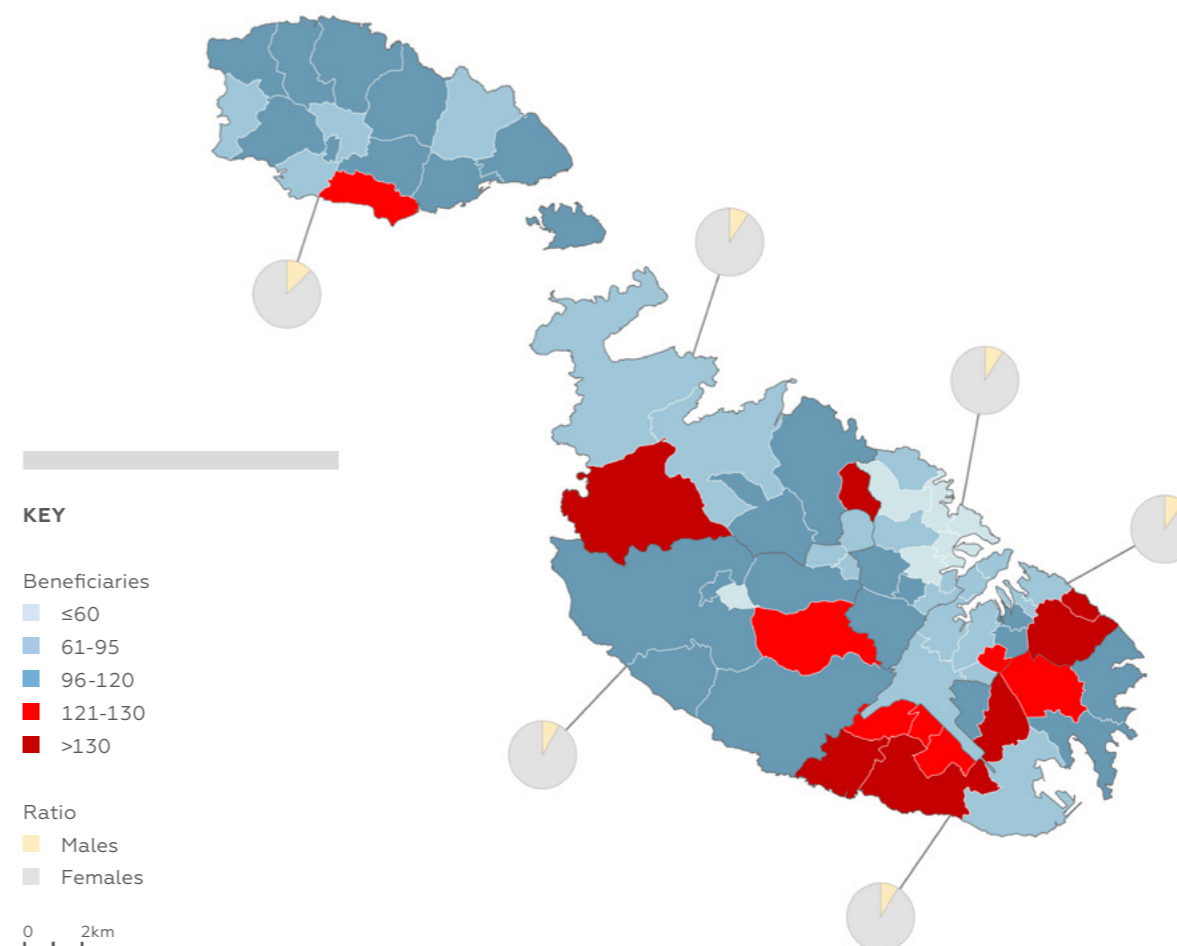 KEY
Beneficiaries
≤60
61-95
96-120
121-130
>130
Ratio
Males
Females
0 2km